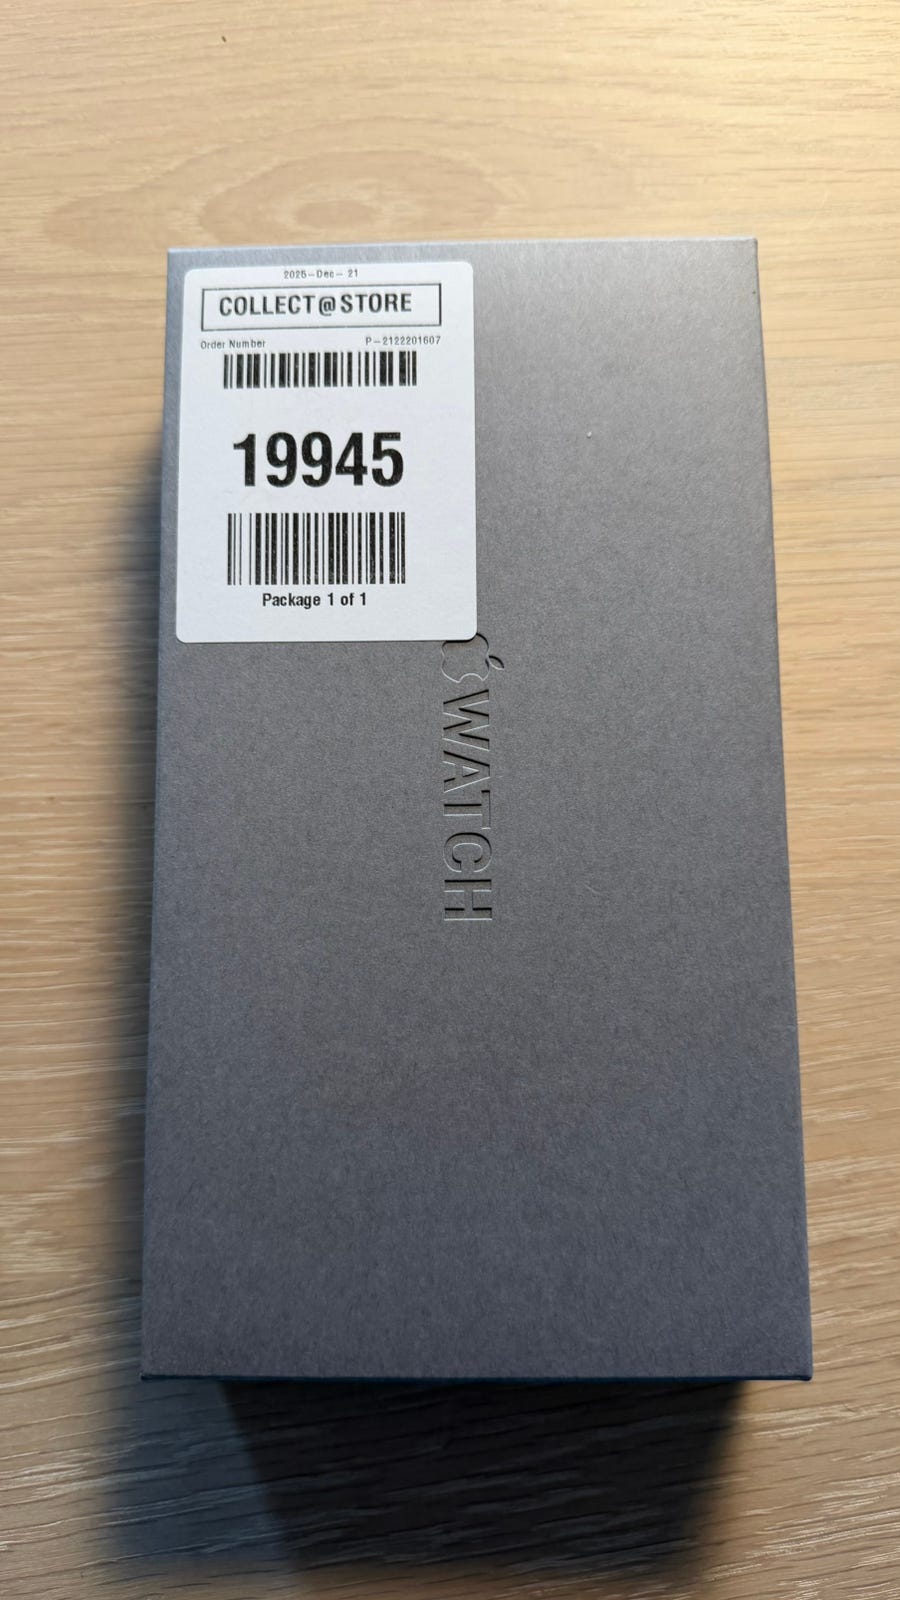 2025-Dec-21
COLLECT@STORE
Order Number P-2122201607
19945
Package 1 of 1
WATCH